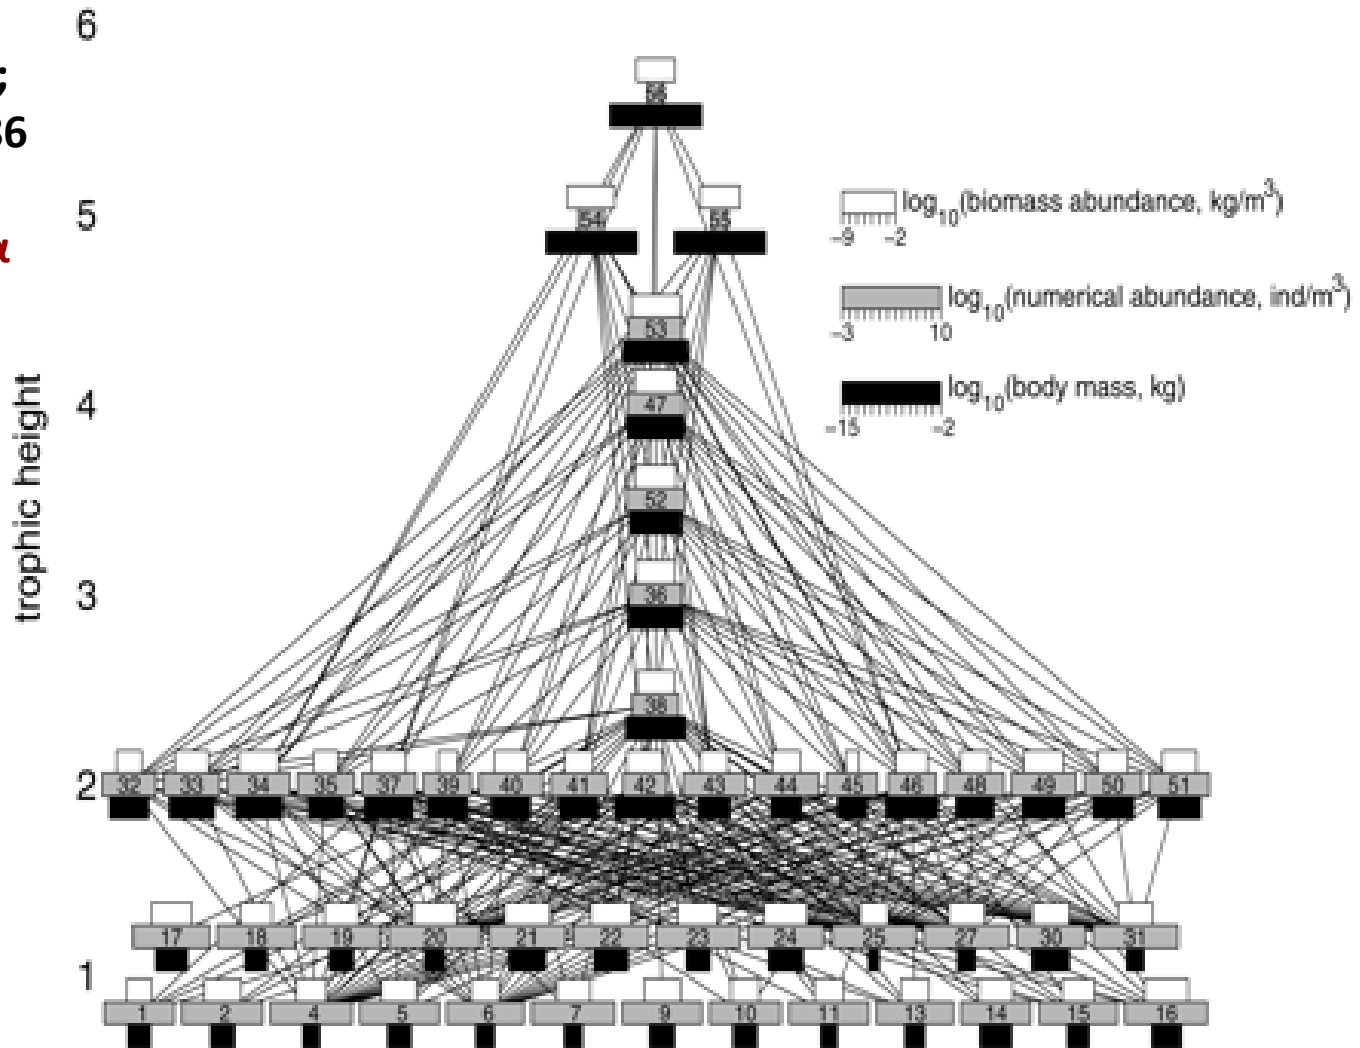 6
;
36
56
5
54 55
α
log10(biomass abundance, kg/m3)
-9 -2
log10(numerical abundance, ind/m3)
-3 10
53
4
47
log10(body mass, kg)
-15 -2
trophic height
52
3
36
38
2
32 33 34 35 37 39 40 41 42 43 44 45 46 48 49 50 51
17 18 19 20 21 22 23 24 25 27 30 31
1
1 2 4 5 6 7 9 10 11 13 14 15 16